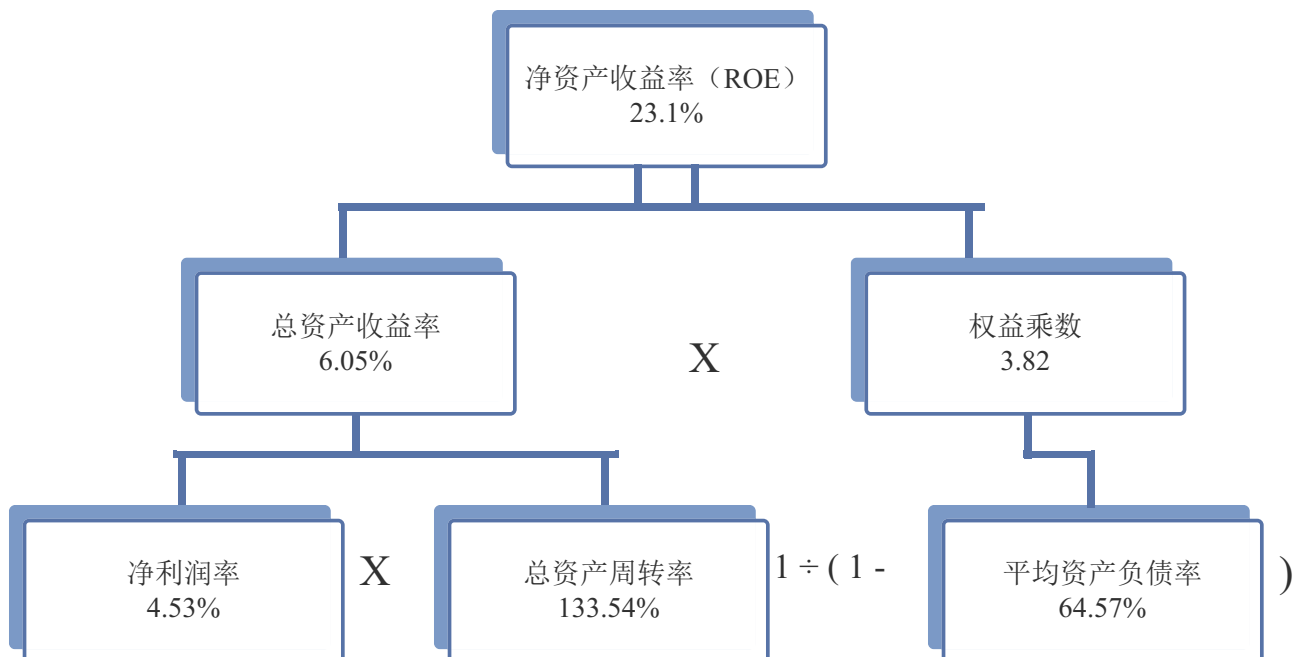 净资产收益率（ROE）
23.1%
总资产收益率
6.05%
X
权益乘数
3.82
净利润率
4.53%
X
总资产周转率
133.54%
1 ÷ ( 1 -
平均资产负债率
64.57%
)